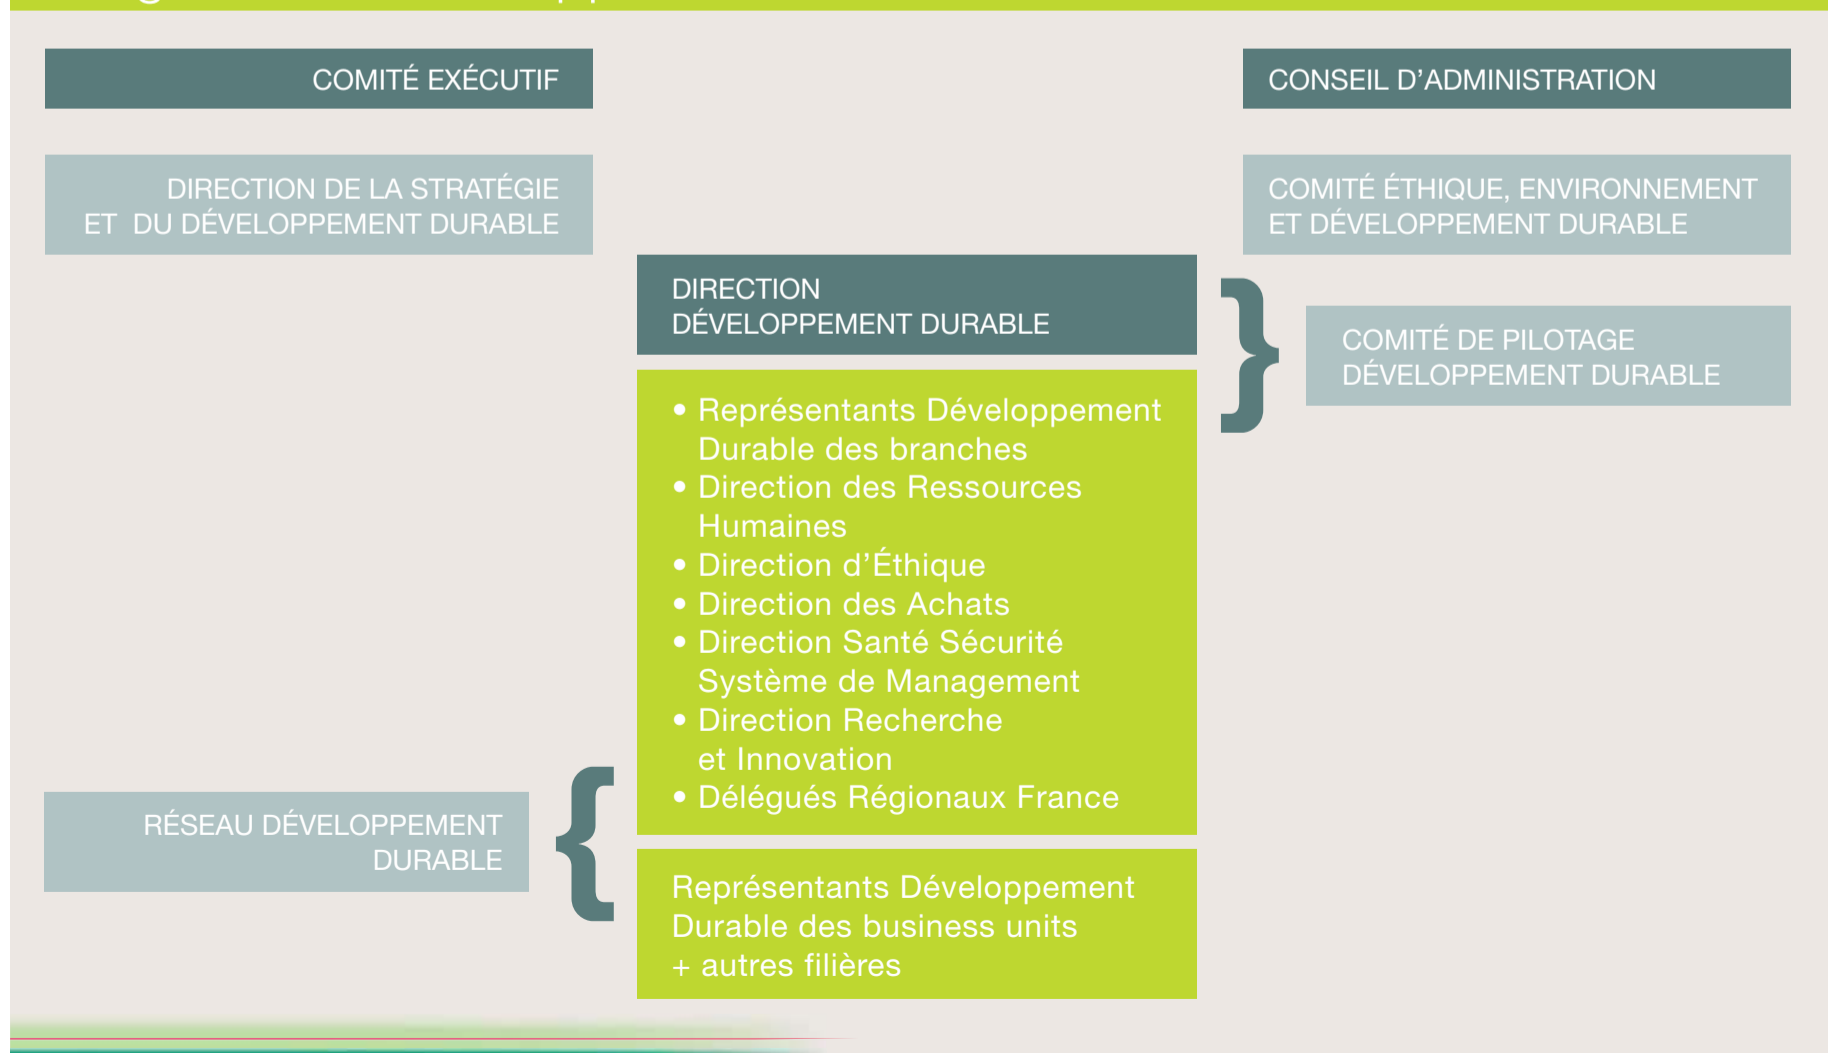 COMITÉ EXÉCUTIF
CONSEIL D’ADMINISTRATION
DIRECTION DE LA STRATÉGIE
ET DU DÉVELOPPEMENT DURABLE
COMITÉ ÉTHIQUE, ENVIRONNEMENT
ET DÉVELOPPEMENT DURABLE
DIRECTION
DÉVELOPPEMENT DURABLE
}
COMITÉ DE PILOTAGE
DÉVELOPPEMENT DURABLE
• Représentants Développement
Durable des branches
• Direction des Ressources
Humaines
• Direction d’Éthique
• Direction des Achats
• Direction Santé Sécurité
Système de Management
• Direction Recherche
et Innovation
• Délégués Régionaux France
RÉSEAU DÉVELOPPEMENT
DURABLE
{
Représentants Développement
Durable des business units
+ autres filières